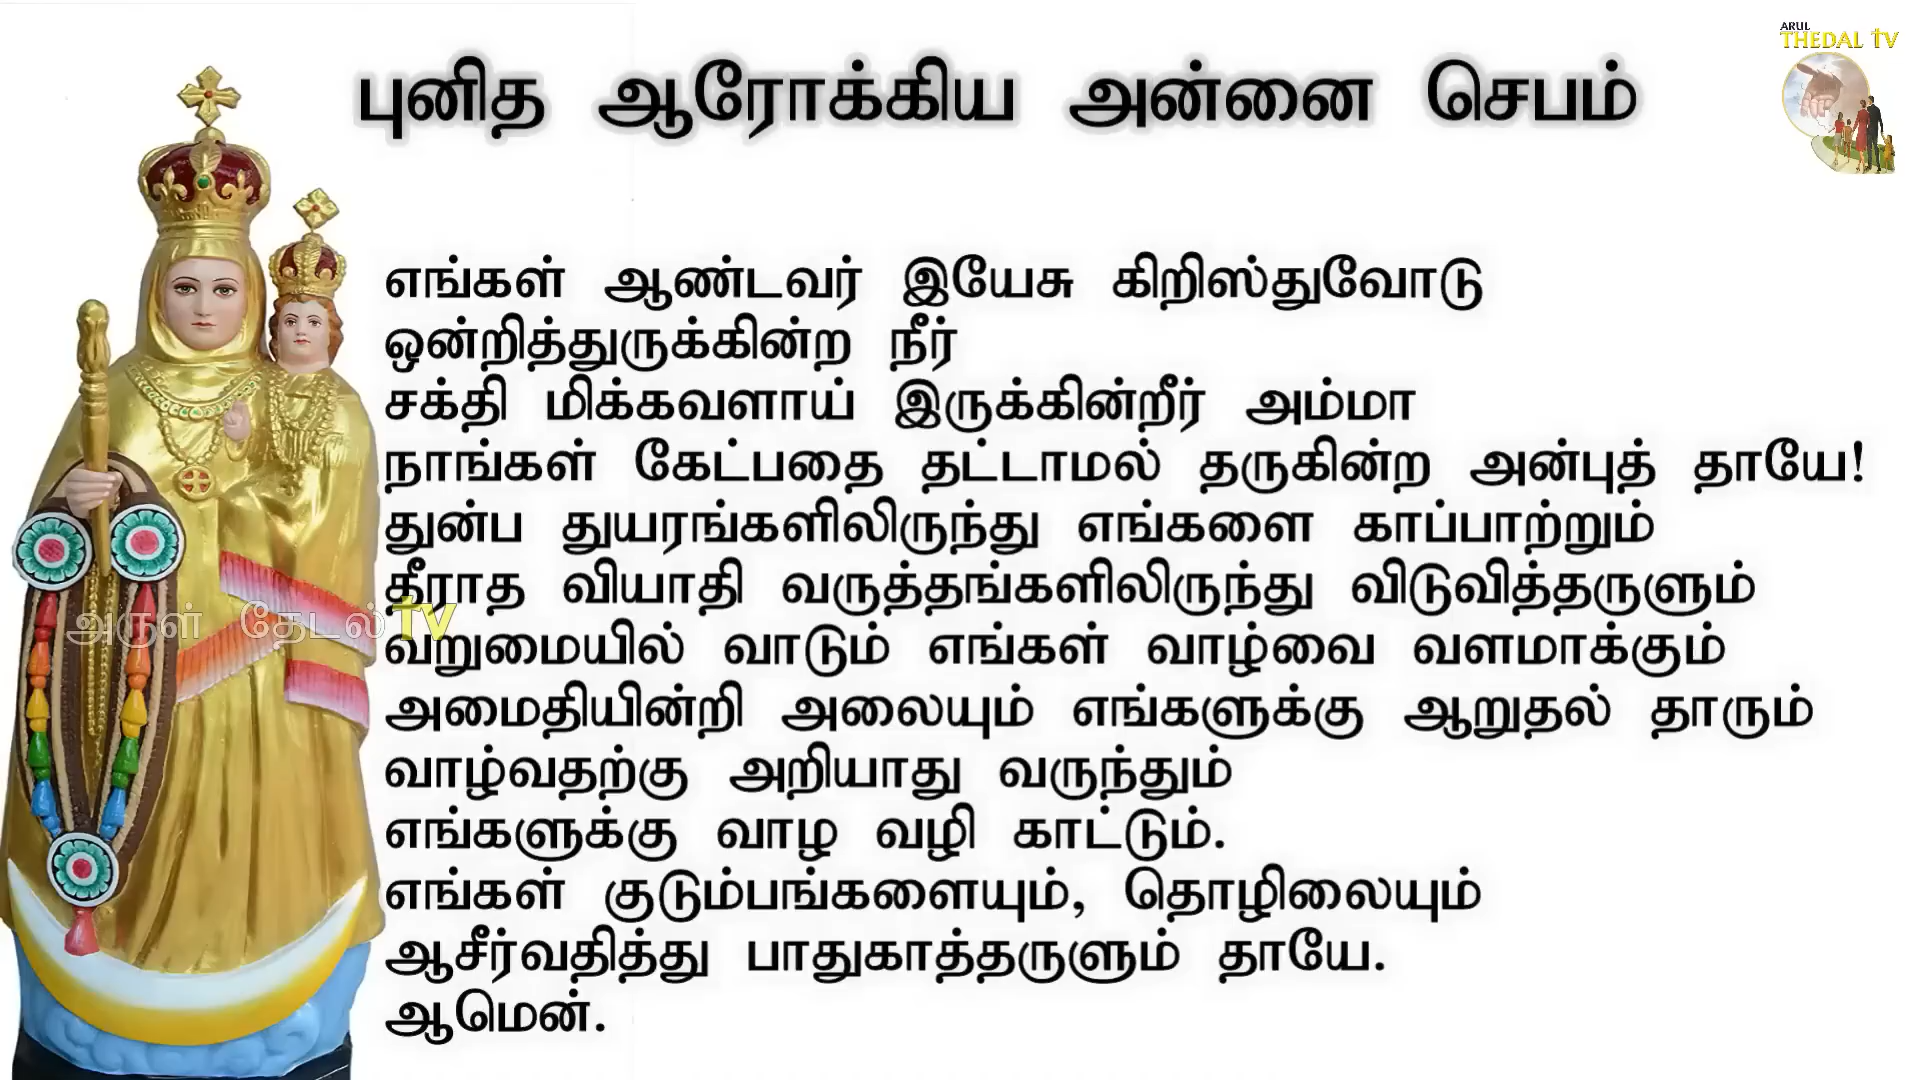 ARUL
THEDAL TV
புனித ஆரோக்கிய அன்னை செபம்
எங்கள் ஆண்டவர் இயேசு கிறிஸ்துவோடு
ஒன்றித்துருக்கின்ற நீர்
சக்தி மிக்கவளாய் இருக்கின்றீர் அம்மா
நாங்கள் கேட்பதை தட்டாமல் தருகின்ற அன்புத் தாயே!
துன்ப துயரங்களிலிருந்து எங்களை காப்பாற்றும்
தீராத வியாதி வருத்தங்களிலிருந்து விடுவித்தருளும்
அருள் தேடல் TV
வறுமையில் வாடும் எங்கள் வாழ்வை வளமாக்கும்
அமைதியின்றி அலையும் எங்களுக்கு ஆறுதல் தாரும்
வாழ்வதற்கு அறியாது வருந்தும்
எங்களுக்கு வாழ வழி காட்டும்.
எங்கள் குடும்பங்களையும், தொழிலையும்
ஆசீர்வதித்து பாதுகாத்தருளும் தாயே.
ஆமென்.